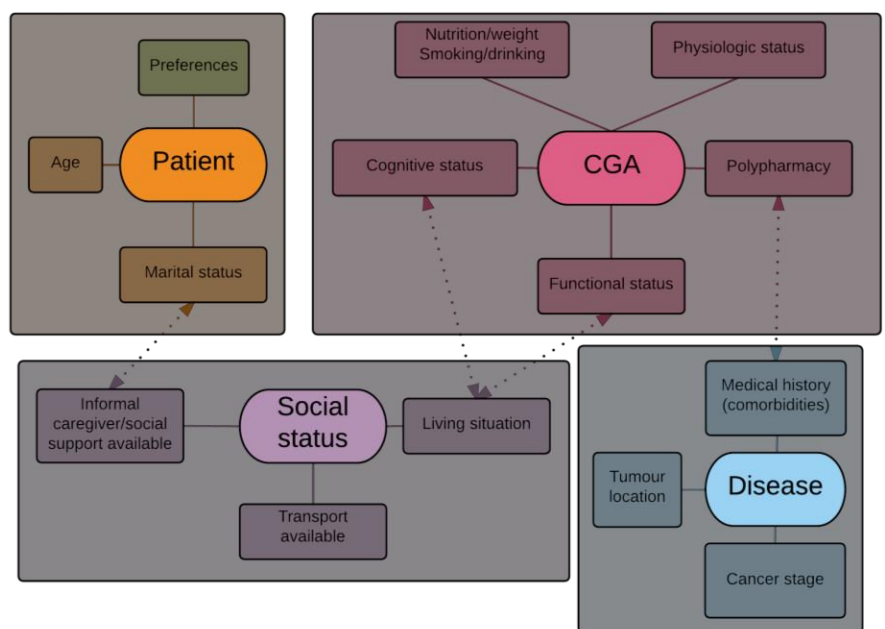 Preferences
Age
Patient
Marital status
Nutrition/weight
Smoking/drinking
Physiologic status
Cognitive status
CGA
Polypharmacy
Functional status
Informal
caregiver/social
support available
Social
status
Living situation
Transport
available
Medical history
(comorbidities)
Tumour
location
Disease
Cancer stage